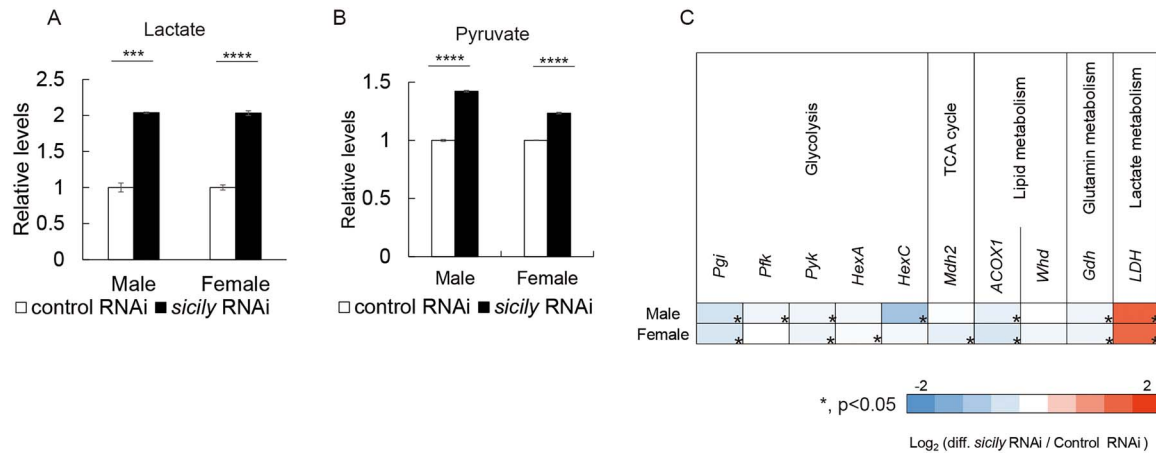 A
Lactate
***
****
Relative levels
2.5
2
1.5
1
0.5
0
Male
Female
control RNAi
sicily RNAi
B
Pyruvate
****
****
Relative levels
1.5
1
0.5
0
Male
Female
control RNAi
sicily RNAi
C
Glycolysis
TCA cycle
Lipid metabolism
Glutamin metabolism
Lactate metabolism
Pgi
Pfk
Pyk
HexA
HexC
Mdh2
ACOX1
Whd
Gdh
LDH
Male
* * * * * * *
Female
* * * * * * *
-2
2
*, p<0.05
Log2 (diff. sicily RNAi / Control RNAi )